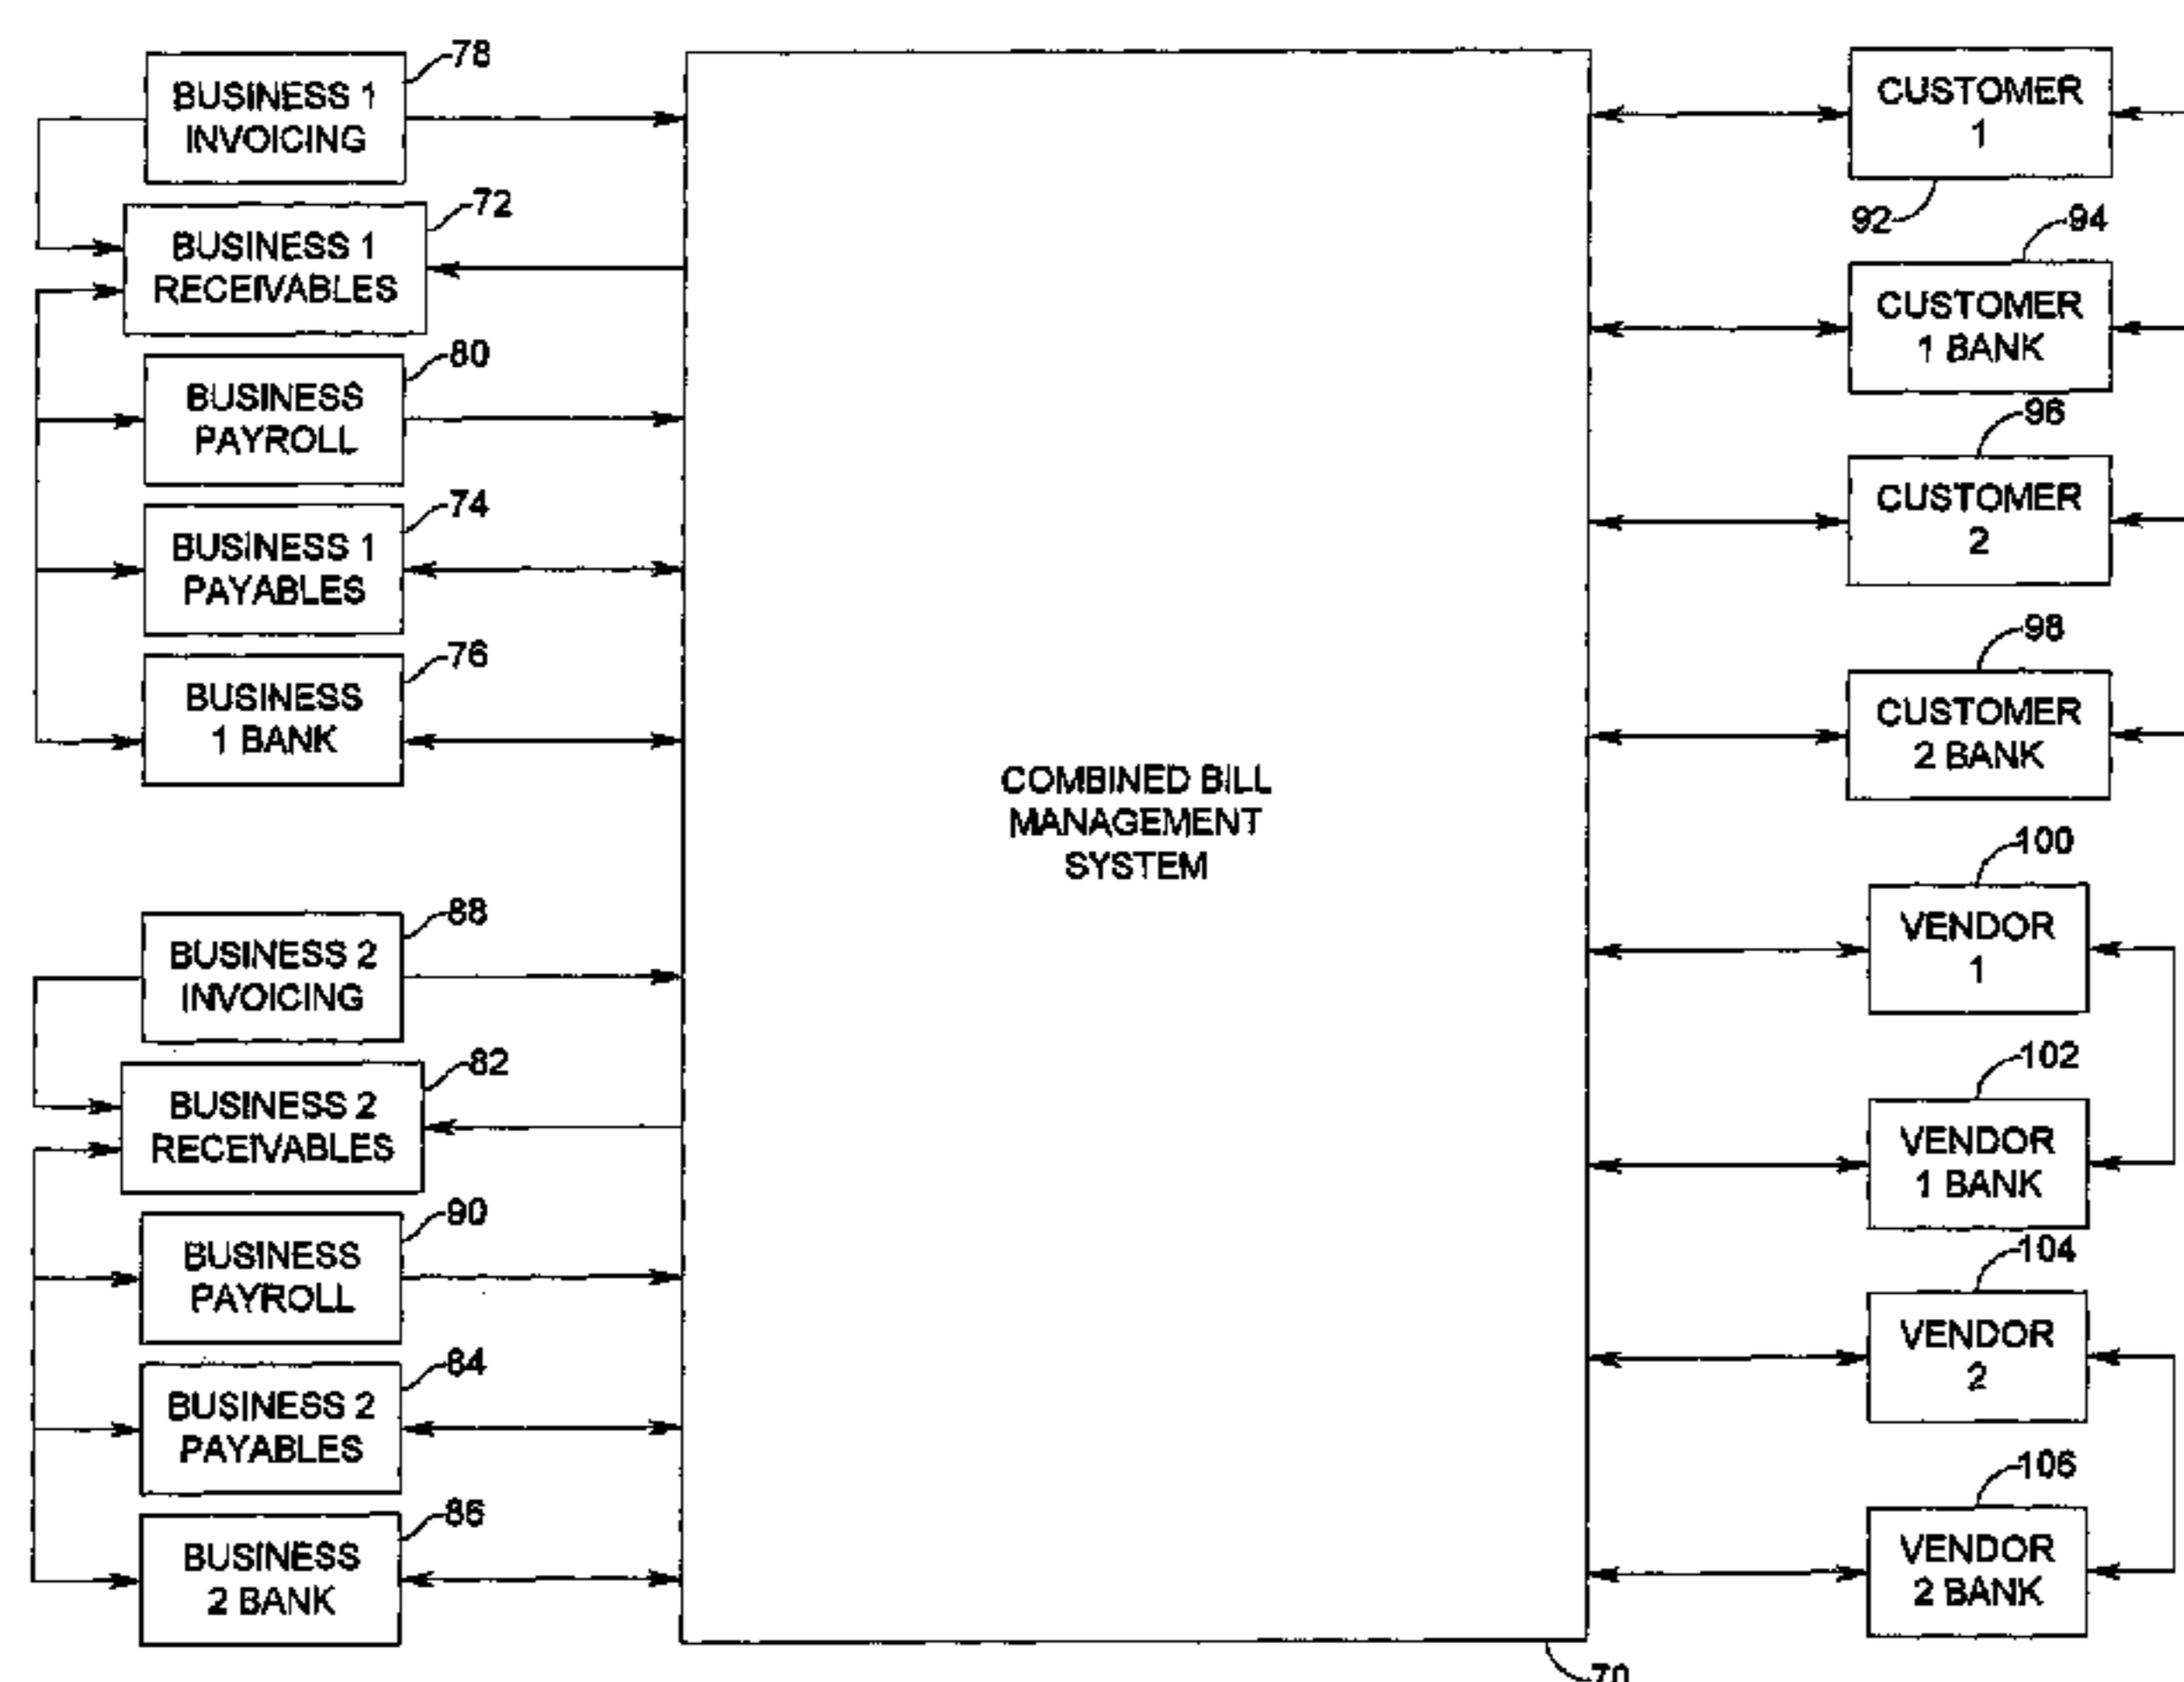 78
BUSINESS 1
INVOICING
72
BUSINESS 1
RECEIVABLES
80
BUSINESS
PAYROLL
74
BUSINESS 1
PAYABLES
76
BUSINESS
1 BANK
88
BUSINESS 2
INVOICING
82
BUSINESS 2
RECEIVABLES
90
BUSINESS
PAYROLL
84
BUSINESS 2
PAYABLES
86
BUSINESS
2 BANK
COMBINED BILL
MANAGEMENT
SYSTEM
70
CUSTOMER
1
92
94
CUSTOMER
1 BANK
96
CUSTOMER
2
98
CUSTOMER
2 BANK
100
VENDOR
1
102
VENDOR
1 BANK
104
VENDOR
2
106
VENDOR
2 BANK